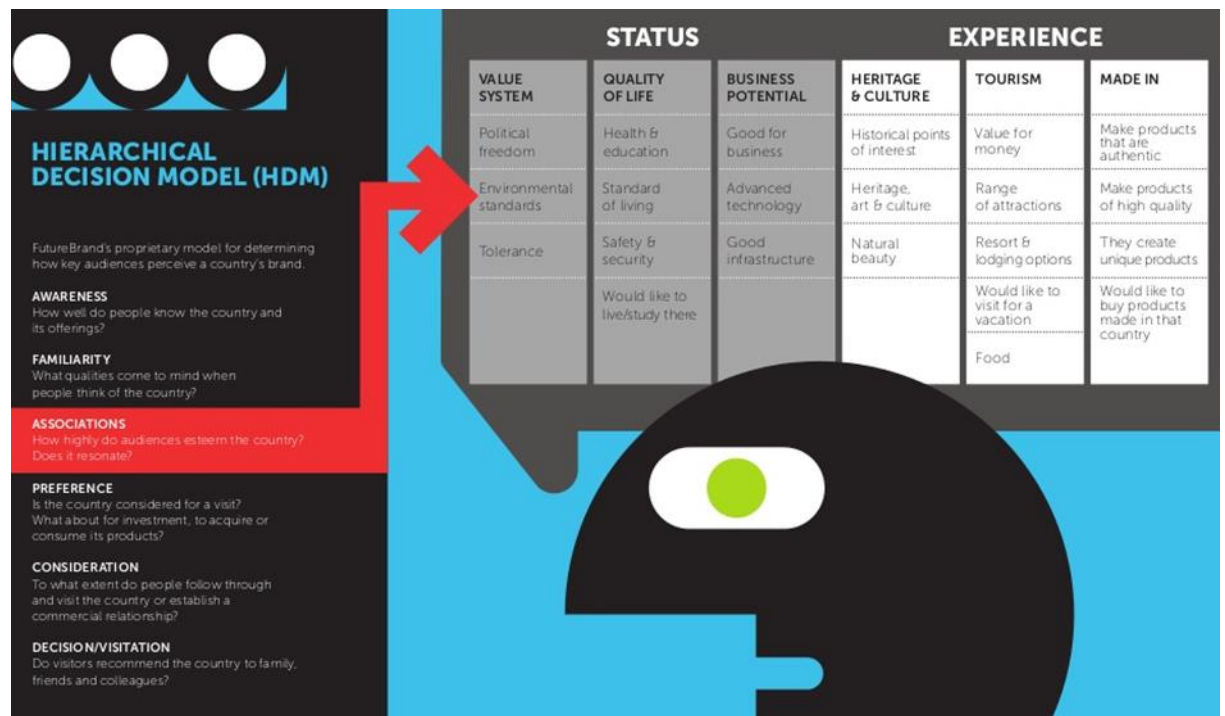 HIERARCHICAL
DECISION MODEL (HDM)
FutureBrand's proprietary model for determining
how key audiences perceive a country's brand.
AWARENESS
How well do people know the country and
its offerings?
FAMILIARITY
What qualities come to mind when
people think of the country?
ASSOCIATIONS
How highly do audiences esteem the country?
Does it resonate?
PREFERENCE
Is the country considered for a visit?
What about for investment, to acquire or
consume its products?
CONSIDERATION
To what extent do people follow through
and visit the country or establish a
commercial relationship?
DECISION/VISITATION
Do visitors recommend the country to family,
friends and colleagues?
STATUS
VALUE
SYSTEM
Political
freedom
Environmental
standards
Tolerance
QUALITY
OF LIFE
Health &
education
Standard
of living
Safety &
security
Would like to
live/study there
BUSINESS
POTENTIAL
Good for
business
Advanced
technology
Good
infrastructure
EXPERIENCE
HERITAGE
& CULTURE
Historical points
of interest
Heritage,
art & culture
Natural
beauty
TOURISM
Value for
money
Range
of attractions
Resort &
lodging options
Would like to
visit for a
vacation
Food
MADE IN
Make products
that are
authentic
Make products
of high quality
They create
unique products
Would like to
buy products
made in that
country